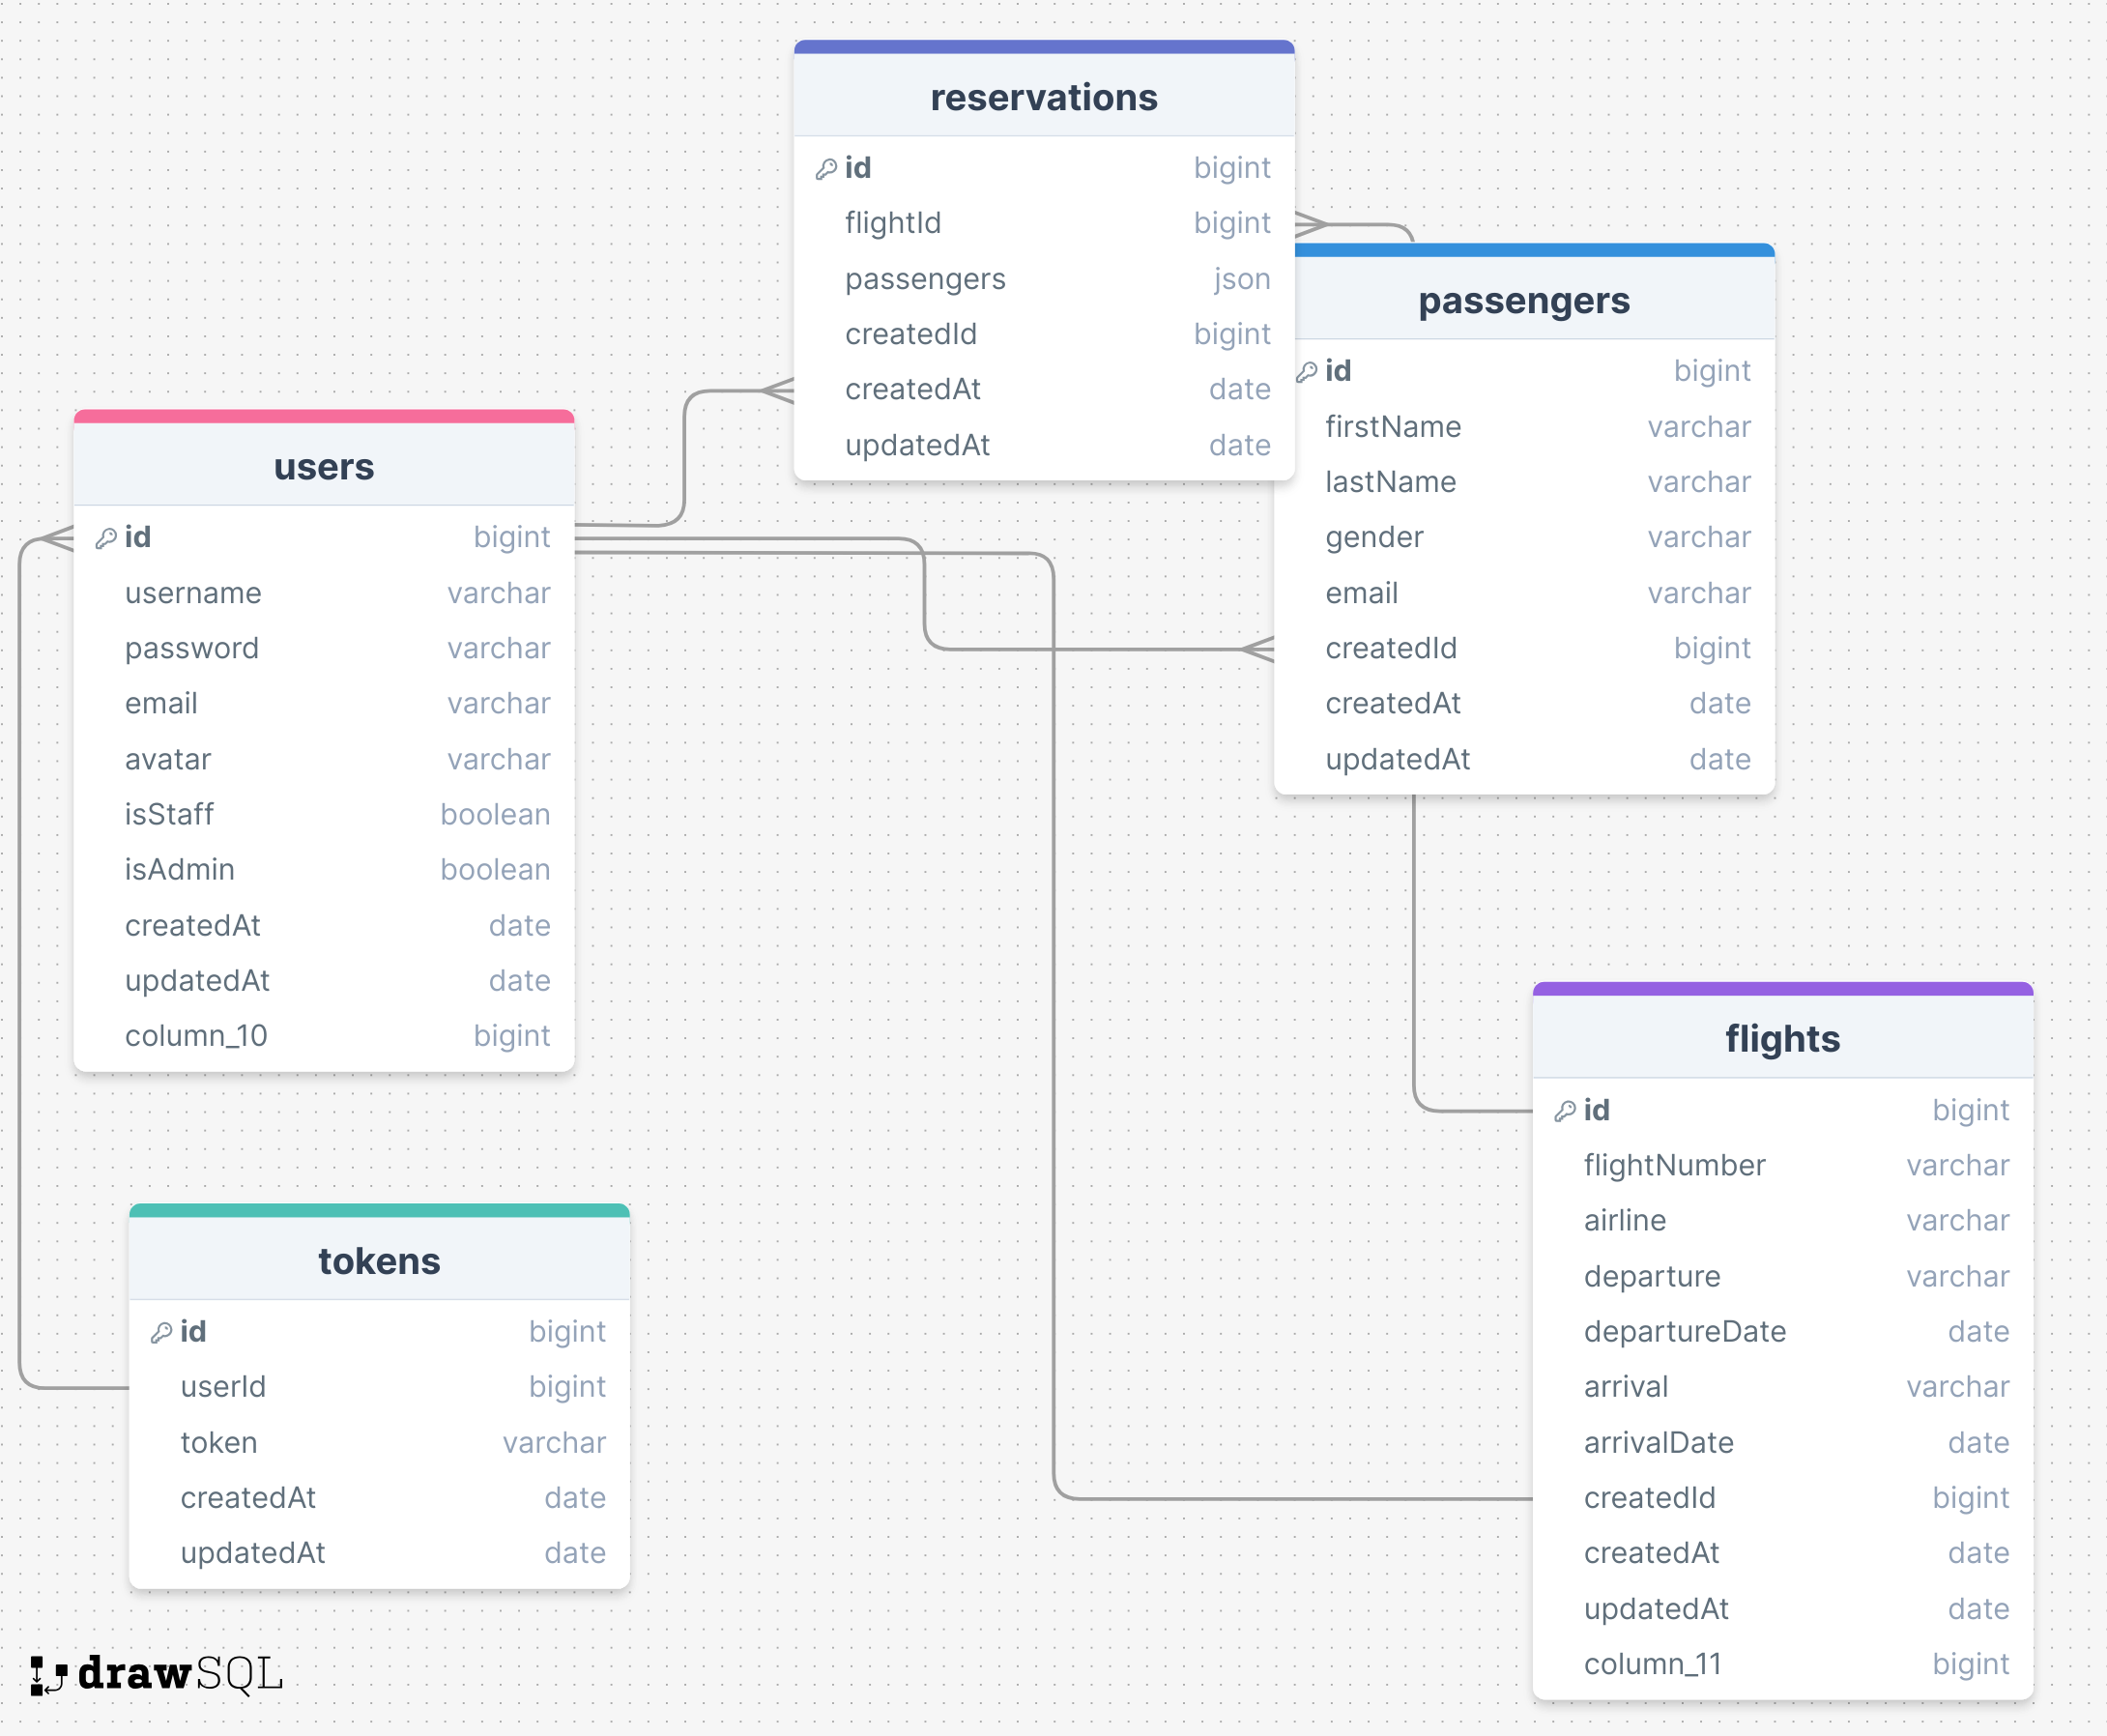 reservations
id bigint
flightId bigint
passengers json
createdId bigint
createdAt date
updatedAt date
passengers
id bigint
firstName varchar
lastName varchar
gender varchar
email varchar
createdId bigint
createdAt date
updatedAt date
users
id bigint
username varchar
password varchar
email varchar
avatar varchar
isStaff boolean
isAdmin boolean
createdAt date
updatedAt date
column_10 bigint
flights
id bigint
flightNumber varchar
airline varchar
departure varchar
departureDate date
arrival varchar
arrivalDate date
createdId bigint
createdAt date
updatedAt date
column_11 bigint
tokens
id bigint
userId bigint
token varchar
createdAt date
updatedAt date
drawSQL